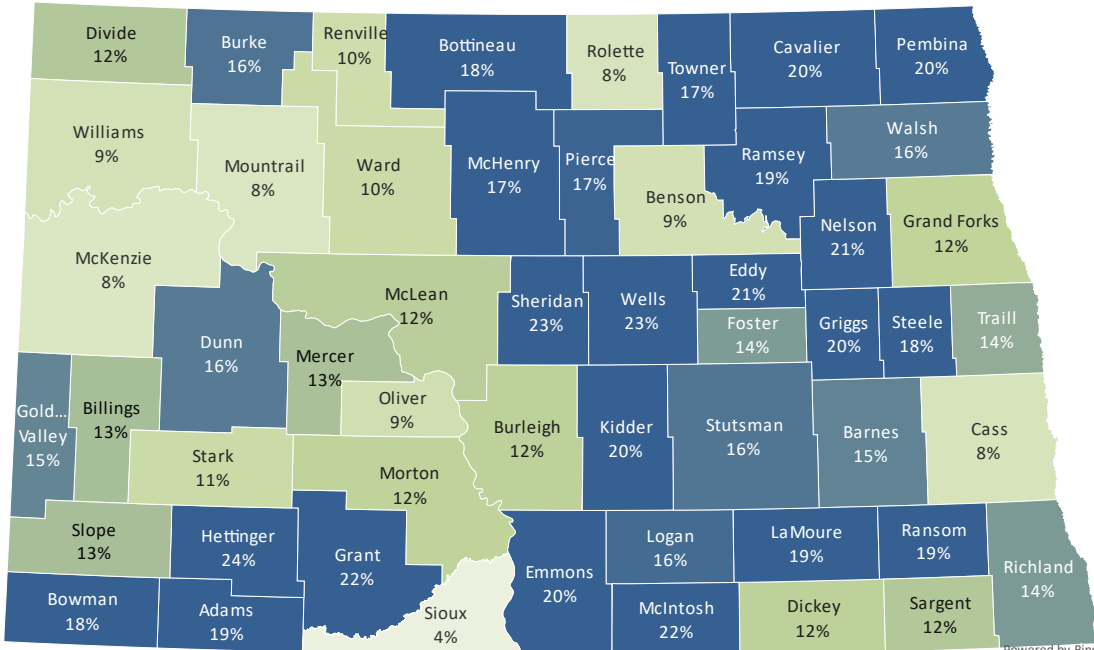 Divide
12%
Burke
16%
Renville
10%
Bottineau
18%
Rolette
8%
Towner
17%
Cavalier
20%
Pembina
20%
Williams
9%
Mountrail
8%
Ward
10%
McHenry
17%
Pierce
17%
Benson
9%
Ramsey
19%
Walsh
16%
Nelson
21%
Grand Forks
12%
McKenzie
8%
Dunn
16%
McLean
12%
Mercer
13%
Oliver
9%
Sheridan
23%
Wells
23%
Eddy
21%
Foster
14%
Griggs
20%
Steele
18%
Traill
14%
Gold...
Valley
15%
Billings
13%
Stark
11%
Morton
12%
Burleigh
12%
Kidder
20%
Stutsman
16%
Barnes
15%
Cass
8%
Slope
13%
Hettinger
24%
Grant
22%
Emmons
20%
Logan
16%
LaMoure
19%
Ransom
19%
Richland
14%
Bowman
18%
Adams
19%
Sioux
4%
McIntosh
22%
Dickey
12%
Sargent
12%
Powered by Bing